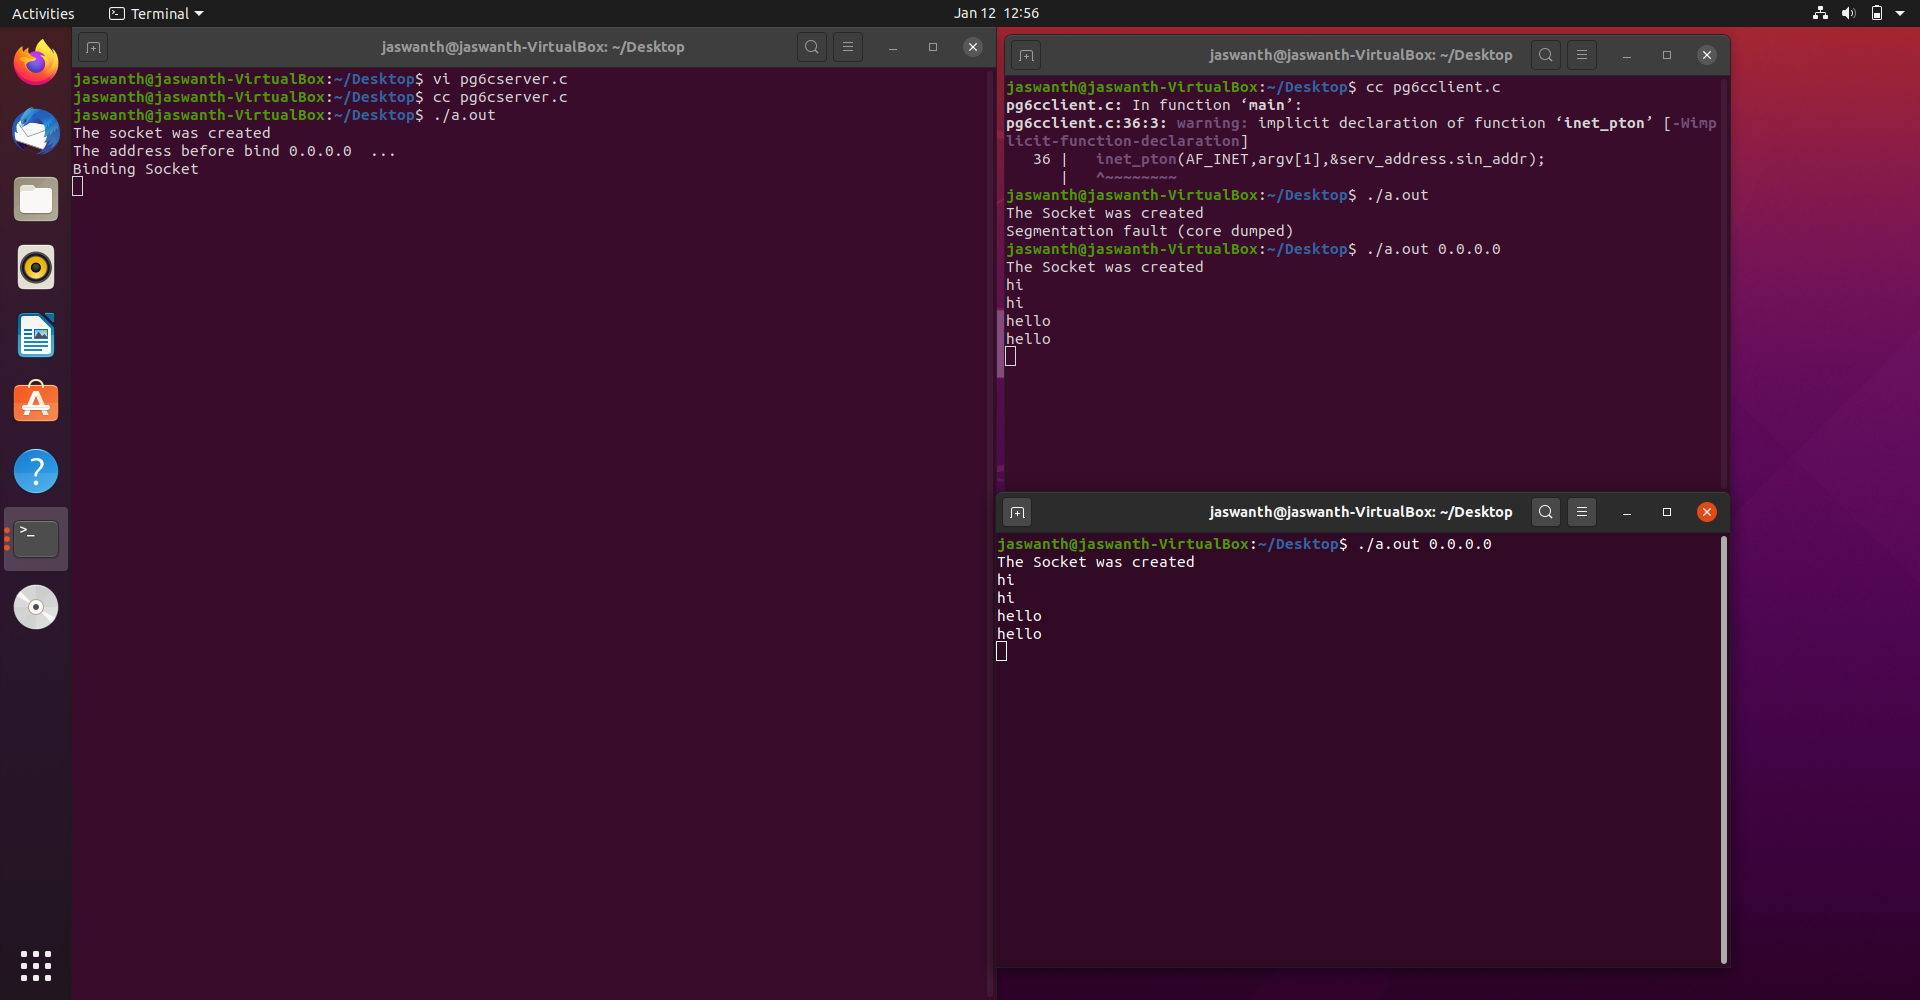 Activities
Terminal
Jan 12  12:56
jaswanth@jaswanth-VirtualBox: ~/Desktop
jaswanth@jaswanth-VirtualBox:~/Desktop$ vi pg6cserver.c
jaswanth@jaswanth-VirtualBox:~/Desktop$ cc pg6cserver.c
jaswanth@jaswanth-VirtualBox:~/Desktop$ ./a.out
The socket was created
The address before bind 0.0.0.0  ...
Binding Socket
jaswanth@jaswanth-VirtualBox: ~/Desktop
jaswanth@jaswanth-VirtualBox:~/Desktop$ cc pg6cclient.c
pg6cclient.c: In function ‘main’:
pg6cclient.c:36:3: warning: implicit declaration of function ‘inet_pton’ [-Wimp
licit-function-declaration]
   36 |   inet_pton(AF_INET,argv[1],&serv_address.sin_addr);
      |   ^~~~~~~~~
jaswanth@jaswanth-VirtualBox:~/Desktop$ ./a.out
The Socket was created
Segmentation fault (core dumped)
jaswanth@jaswanth-VirtualBox:~/Desktop$ ./a.out 0.0.0.0
The Socket was created
hi
hi
hello
hello
jaswanth@jaswanth-VirtualBox: ~/Desktop
jaswanth@jaswanth-VirtualBox:~/Desktop$ ./a.out 0.0.0.0
The Socket was created
hi
hi
hello
hello